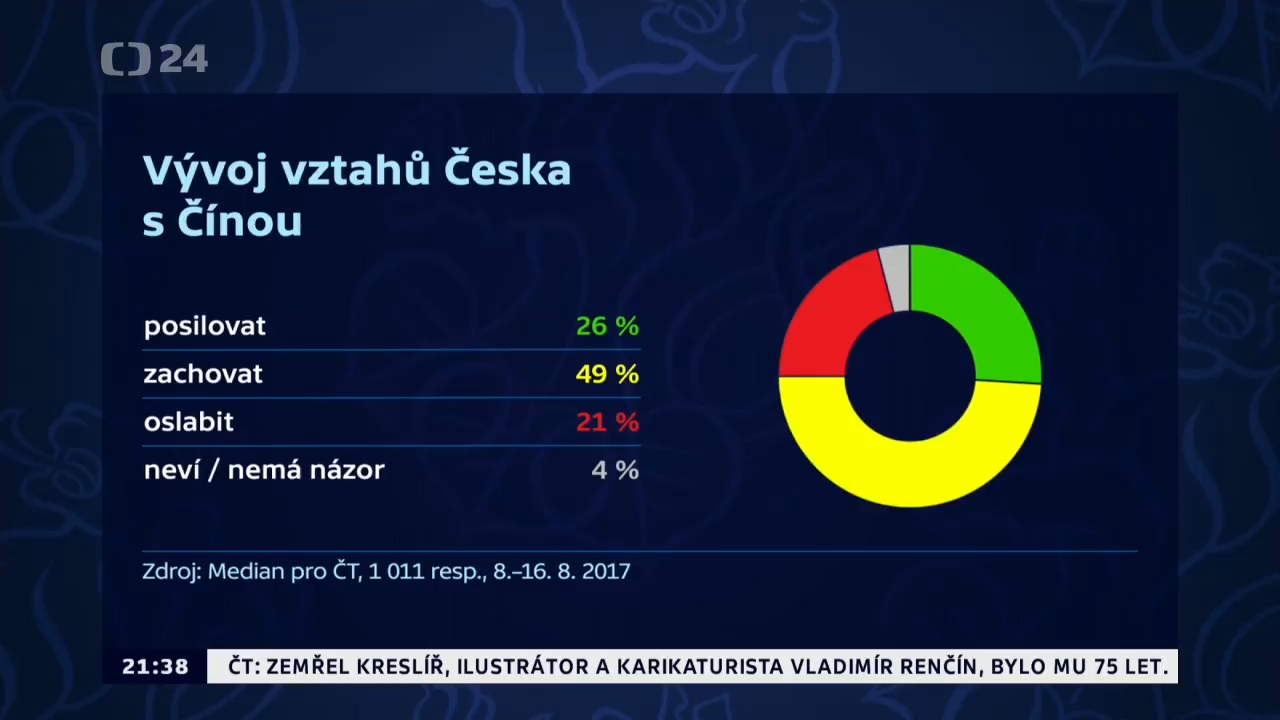 24
Vývoj vztahů Česka
s Čínou
posilovat 26 %
zachovat 49 %
oslabit 21 %
neví / nemá názor 4 %
Zdroj: Median pro ČT, 1 011 resp., 8.–16. 8. 2017
21:38 ČT: ZEMŘEL KRESLÍŘ, ILUSTRÁTOR A KARIKATURISTA VLADIMÍR RENČÍN, BYLO MU 75 LET.